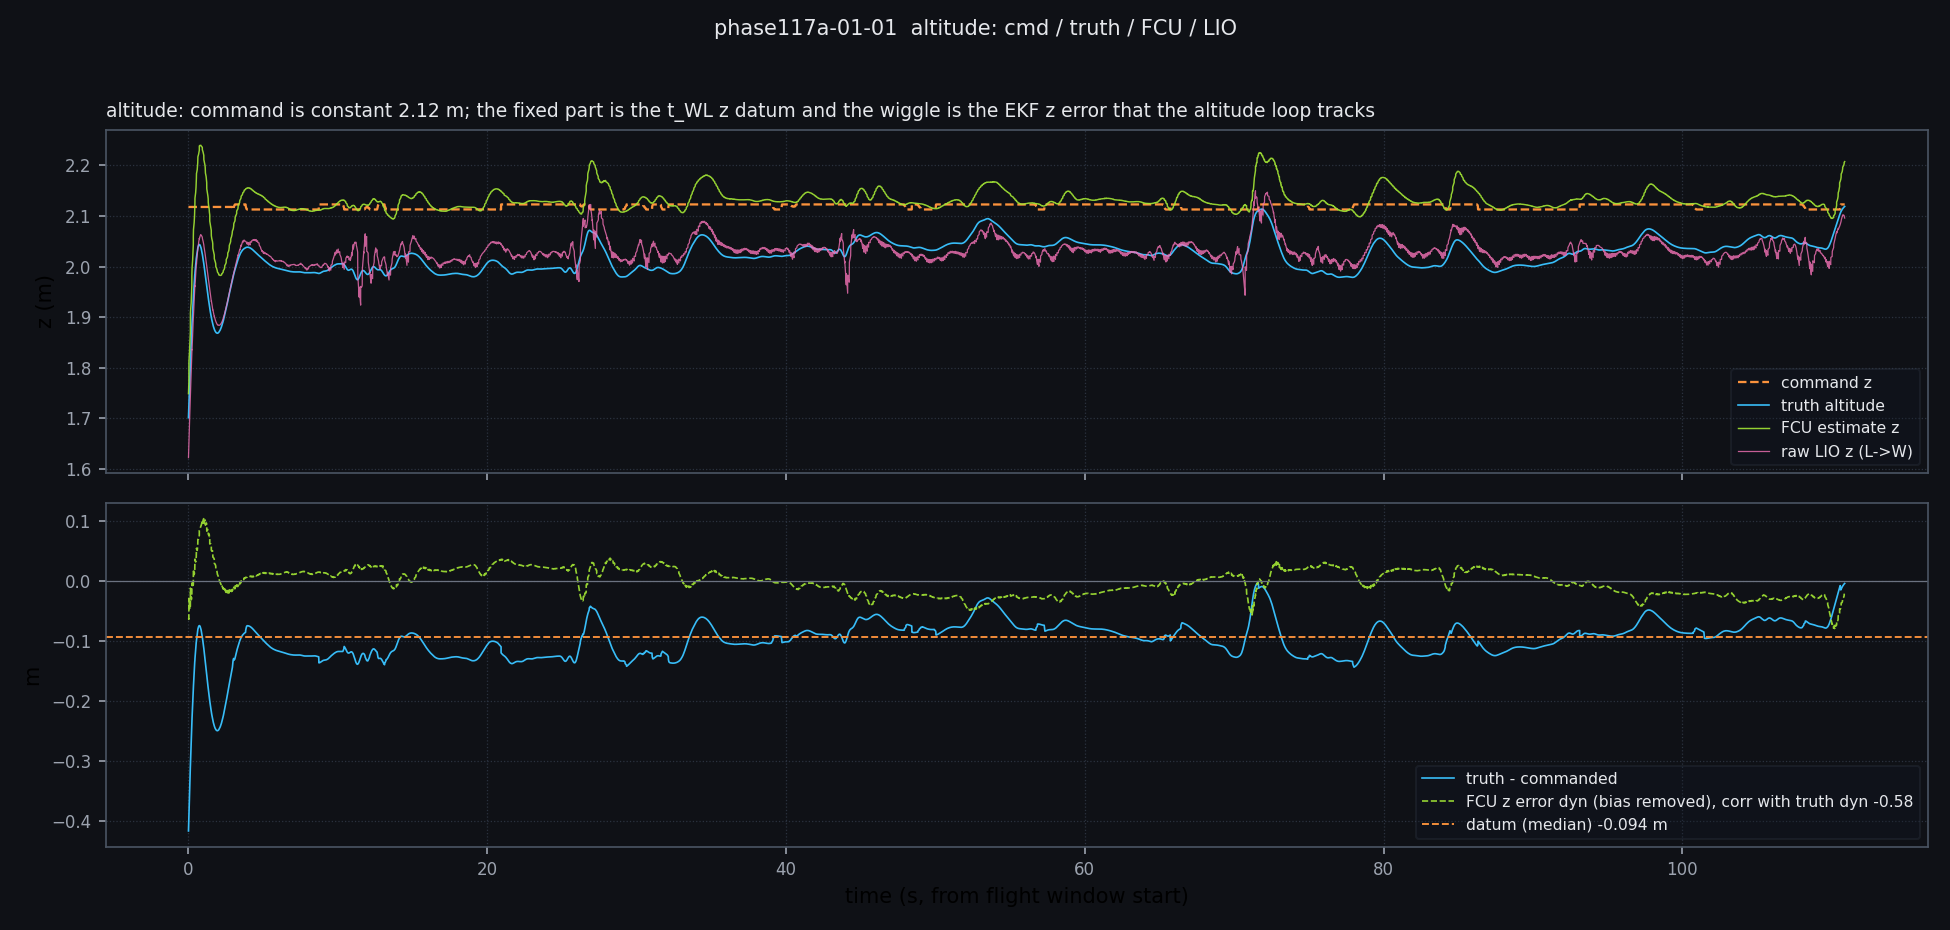 phase117a-01-01  altitude: cmd / truth / FCU / LIO
altitude: command is constant 2.12 m; the fixed part is the t_WL z datum and the wiggle is the EKF z error that the altitude loop tracks
z (m)
2.2
2.1
2.0
1.9
1.8
1.7
1.6
command z
truth altitude
FCU estimate z
raw LIO z (L->W)
m
0.1
0.0
−0.1
−0.2
−0.3
−0.4
truth - commanded
FCU z error dyn (bias removed), corr with truth dyn -0.58
datum (median) -0.094 m
0 20 40 60 80 100
time (s, from flight window start)